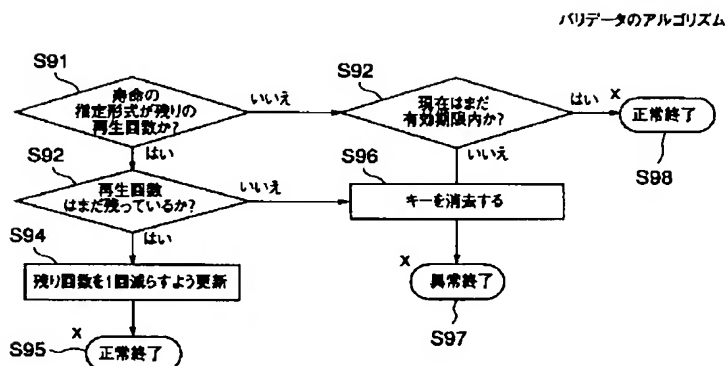 バリデータのアルゴリズム
S91
寿命の
指定形式が残りの
再生回数か?
いいえ
はい
S92
現在はまだ
有効期限内か?
はい
いいえ
X
正常終了
S98
S92
再生回数
はまだ残っているか?
いいえ
はい
S96
キーを消去する
S94
残り回数を1回減らすよう更新
X
異常終了
S97
X
S95
正常終了